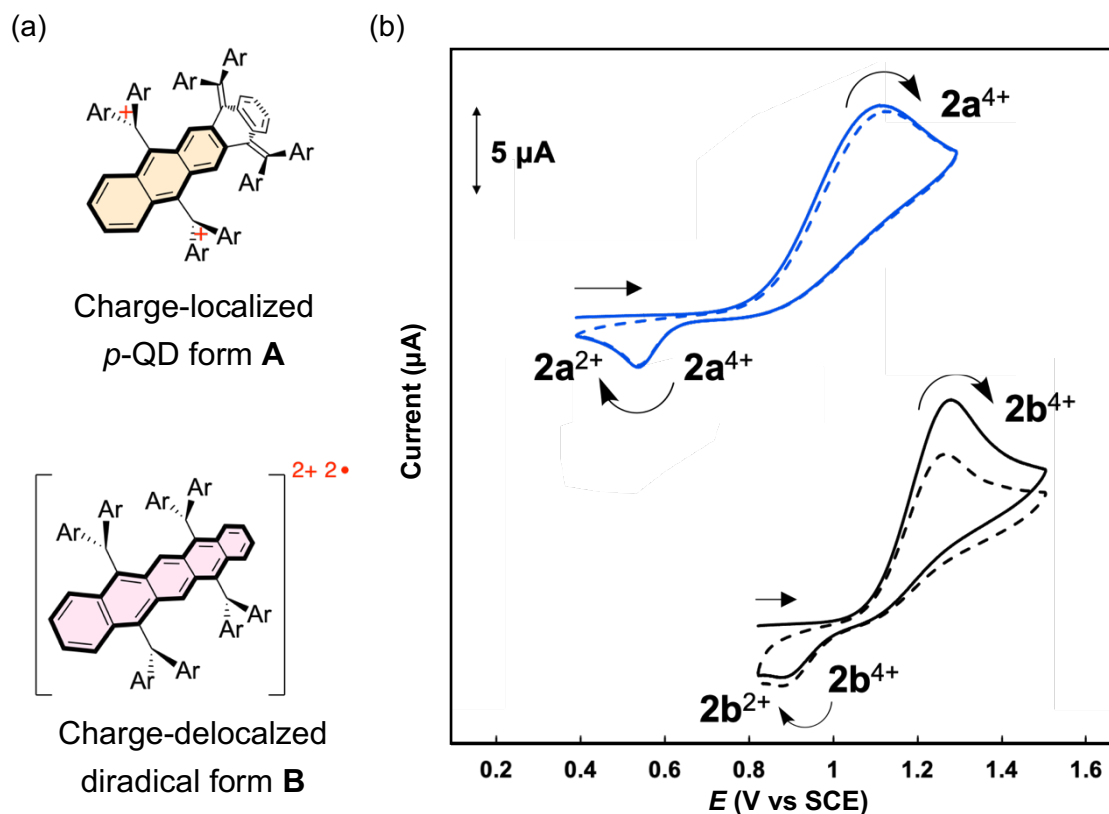 (a)
Ar
Ar
Ar
Ar
+
Ar
Ar
Ar
+
Ar
Charge-localized
p-QD form A
2+ 2•
Ar
Ar
Ar
Ar
Ar
Ar
Ar
Ar
Charge-delocalzed
diradical form B
(b)
5 µA
2a4+
2a2+
2a4+
2b4+
2b4+
2b2+
Current (µA)
0.2 0.4 0.6 0.8 1 1.2 1.4 1.6
E (V vs SCE)